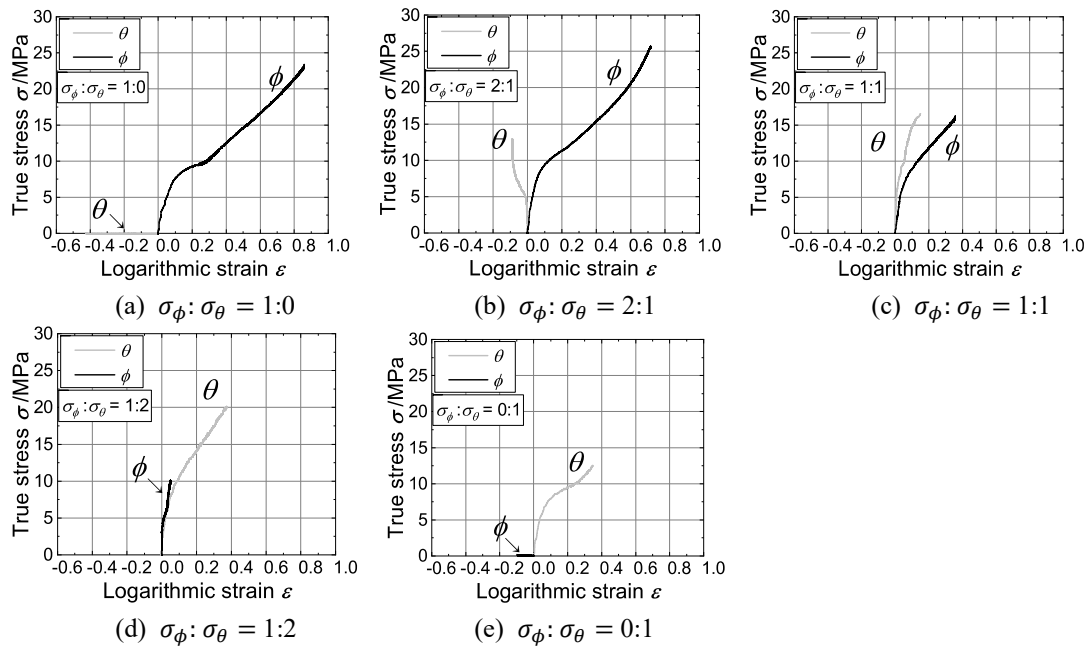 30
25
20
15
10
5
0
True stress σ /MPa
θ
ϕ
σϕ:σθ = 1:0
ϕ
θ
-0.6 -0.4 -0.2 0.0 0.2 0.4 0.6 0.8 1.0
Logarithmic strain ε
(a) σϕ: σθ = 1:0
30
25
20
15
10
5
0
True stress σ /MPa
θ
ϕ
σϕ:σθ = 2:1
ϕ
θ
-0.6 -0.4 -0.2 0.0 0.2 0.4 0.6 0.8 1.0
Logarithmic strain ε
(b) σϕ: σθ = 2:1
30
25
20
15
10
5
0
True stress σ /MPa
θ
ϕ
σϕ:σθ = 1:1
θ
ϕ
-0.6 -0.4 -0.2 0.0 0.2 0.4 0.6 0.8 1.0
Logarithmic strain ε
(c) σϕ: σθ = 1:1
30
25
20
15
10
5
0
True stress σ /MPa
θ
ϕ
σϕ:σθ = 1:2
θ
ϕ
-0.6 -0.4 -0.2 0.0 0.2 0.4 0.6 0.8 1.0
Logarithmic strain ε
(d) σϕ: σθ = 1:2
30
25
20
15
10
5
0
True stress σ /MPa
θ
ϕ
σϕ:σθ = 0:1
θ
ϕ
-0.6 -0.4 -0.2 0.0 0.2 0.4 0.6 0.8 1.0
Logarithmic strain ε
(e) σϕ: σθ = 0:1